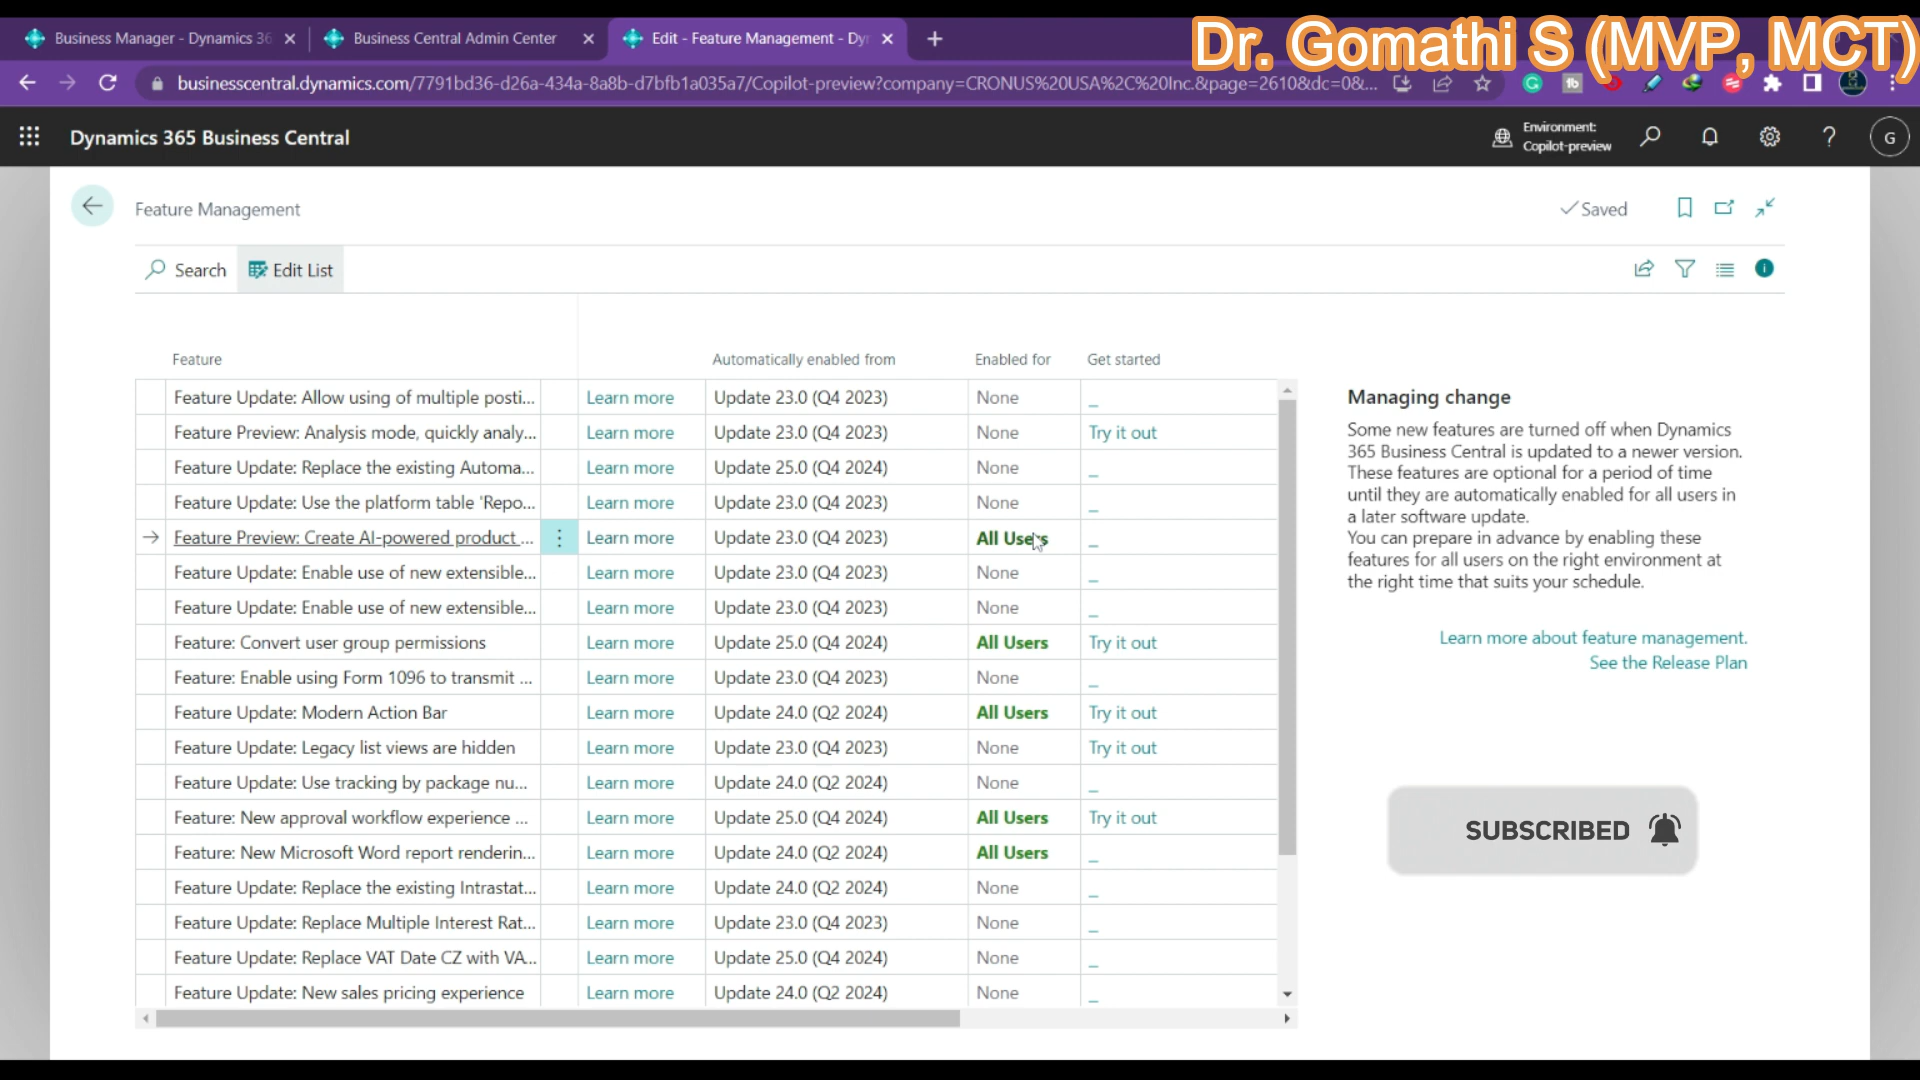 Business Manager - Dynamics 36
Business Central Admin Center
Edit - Feature Management - Dyn
Dr. Gomathi S (MVP, MCT)
businesscentral.dynamics.com/7791bd36-d26a-434a-8a8b-d7bfb1a035a7/Copilot-preview?company=CRONUS%20USA%2C%20Inc.&page=2610&dc=0&...
Dynamics 365 Business Central
Environment:
Copilot-preview
G
Feature Management
Saved
Search
Edit List
Feature Automatically enabled from Enabled for Get started
Feature Update: Allow using of multiple posti... Learn more Update 23.0 (Q4 2023) None _
Feature Preview: Analysis mode, quickly analy... Learn more Update 23.0 (Q4 2023) None Try it out
Feature Update: Replace the existing Automa... Learn more Update 25.0 (Q4 2024) None _
Feature Update: Use the platform table 'Repo... Learn more Update 23.0 (Q4 2023) None _
Feature Preview: Create AI-powered product ... Learn more Update 23.0 (Q4 2023) All Users _
Feature Update: Enable use of new extensible... Learn more Update 23.0 (Q4 2023) None _
Feature Update: Enable use of new extensible... Learn more Update 23.0 (Q4 2023) None _
Feature: Convert user group permissions Learn more Update 25.0 (Q4 2024) All Users Try it out
Feature: Enable using Form 1096 to transmit ... Learn more Update 23.0 (Q4 2023) None _
Feature Update: Modern Action Bar Learn more Update 24.0 (Q2 2024) All Users Try it out
Feature Update: Legacy list views are hidden Learn more Update 23.0 (Q4 2023) None Try it out
Feature Update: Use tracking by package nu... Learn more Update 24.0 (Q2 2024) None _
Feature: New approval workflow experience ... Learn more Update 25.0 (Q4 2024) All Users Try it out
Feature: New Microsoft Word report renderin... Learn more Update 24.0 (Q2 2024) All Users _
Feature Update: Replace the existing Intrastat... Learn more Update 24.0 (Q2 2024) None _
Feature Update: Replace Multiple Interest Rat... Learn more Update 23.0 (Q4 2023) None _
Feature Update: Replace VAT Date CZ with VA... Learn more Update 25.0 (Q4 2024) None _
Feature Update: New sales pricing experience Learn more Update 24.0 (Q2 2024) None _
Managing change
Some new features are turned off when Dynamics
365 Business Central is updated to a newer version.
These features are optional for a period of time
until they are automatically enabled for all users in
a later software update.
You can prepare in advance by enabling these
features for all users on the right environment at
the right time that suits your schedule.
Learn more about feature management.
See the Release Plan
SUBSCRIBED